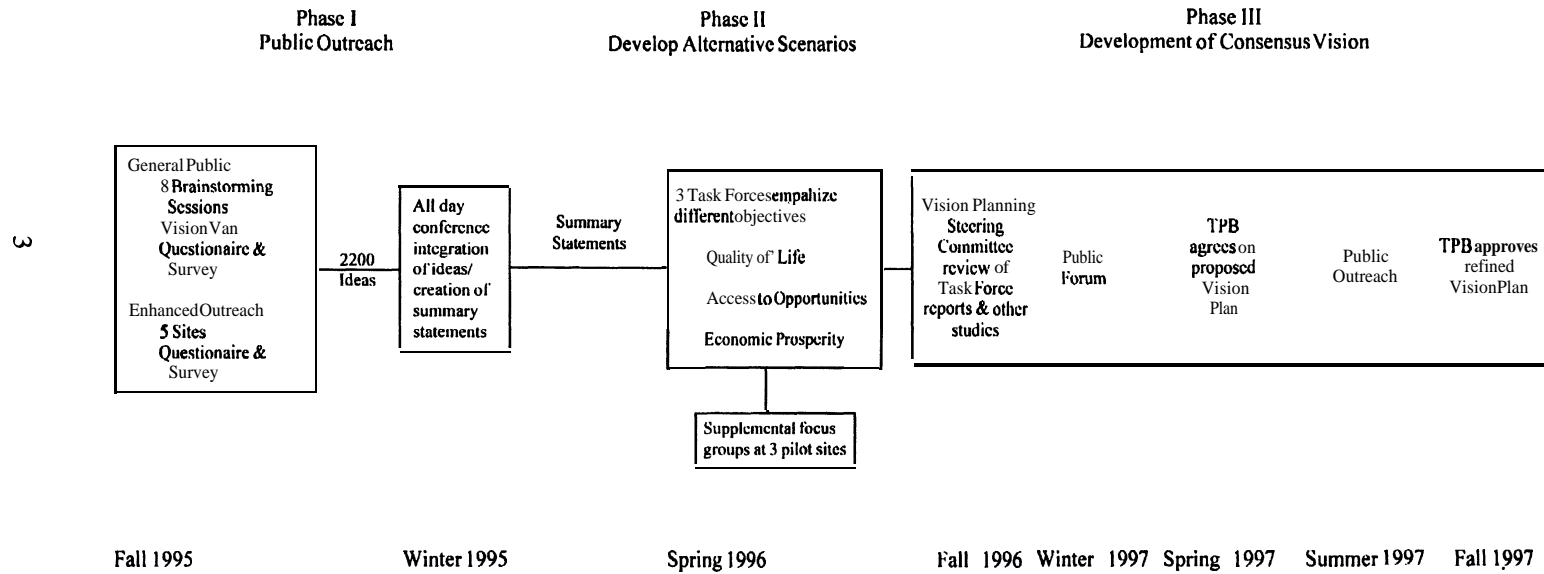 Phase I
Public Outreach
Phase II
Develop Alternative Scenarios
Phase III
Development of Consensus Vision
General Public
8 Brainstorming
Sessions
Vision Van
Questionaire &
Survey
Enhanced Outreach
5 Sites
Questionaire &
Survey
2200
Ideas
All day
conference
integration
of ideas/
creation of
summary
statements
Summary
Statements
3 Task Forces empahize
different objectives
Quality of Life
Access to Opportunities
Economic Prosperity
Supplemental focus
groups at 3 pilot sites
Vision Planning
Steering
Committee
review of
Task Force
reports & other
studies
Public
Forum
TPB
agrees on
proposed
Vision
Plan
Public
Outreach
TPB approves
refined
Vision Plan
Fall 1995
Winter 1995
Spring 1996
Fall 1996
Winter 1997
Spring 1997
Summer 1997
Fall 1997
3